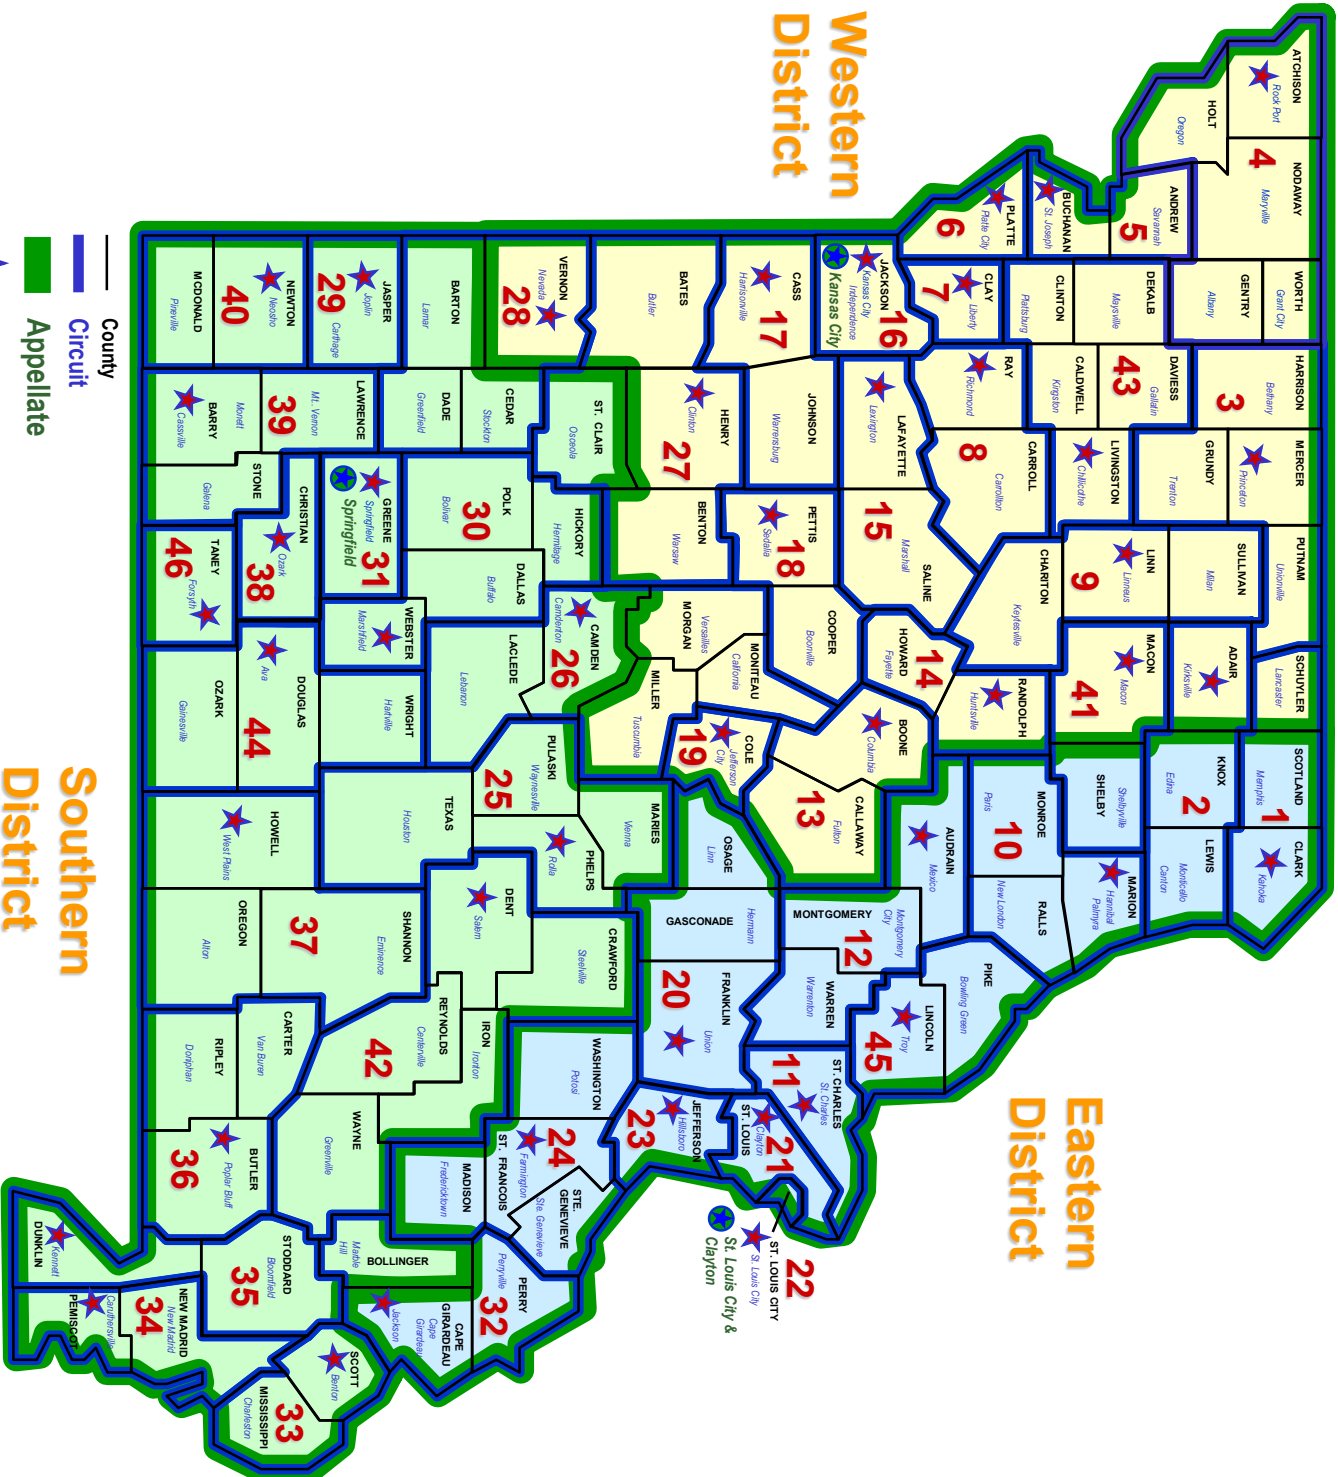 Western
District
Eastern
District
Southern
District
ATCHISON
Rock Port
4
NODAWAY
Maryville
HOLT
Oregon
WORTH
Grant City
GENTRY
Albany
ANDREW
Savannah
5
BUCHANAN
St. Joseph
DEKALB
Maysville
CLINTON
Plattsburg
PLATTE
Platte City
6
CLAY
Liberty
7
HARRISON
Bethany
3
MERCER
Princeton
GRUNDY
Trenton
DAVIESS
Gallatin
43
CALDWELL
Kingston
LIVINGSTON
Chillicothe
RAY
Richmond
CARROLL
Carrollton
8
PUTNAM
Unionville
SULLIVAN
Milan
LINN
Linneus
9
CHARITON
Keytesville
SCHUYLER
Lancaster
ADAIR
Kirksville
MACON
Macon
41
RANDOLPH
Huntsville
HOWARD
Fayette
14
SCOTLAND
Memphis
1
CLARK
Kahoka
KNOX
Edina
2
LEWIS
Monticello
Canton
SHELBY
Shelbyville
MARION
Hannibal
Palmyra
MONROE
Paris
10
RALLS
New London
AUDRAIN
Mexico
PIKE
Bowling Green
JACKSON
Kansas City
Independence
16
Kansas City
LAFAYETTE
Lexington
SALINE
Marshall
15
CASS
Harrisonville
17
JOHNSON
Warrensburg
PETTIS
Sedalia
18
COOPER
Boonville
BOONE
Columbia
CALLAWAY
Fulton
13
MONTGOMERY
Montgomery
City
12
WARREN
Warrenton
LINCOLN
Troy
45
ST. CHARLES
St. Charles
11
BATES
Butler
HENRY
Clinton
27
BENTON
Warsaw
MORGAN
Versailles
MONITEAU
California
COLE
Jefferson
City
19
MILLER
Tuscumbia
OSAGE
Linn
GASCONADE
Hermann
FRANKLIN
Union
20
ST. LOUIS
Clayton
21
ST. LOUIS CITY
St. Louis City
22
St. Louis City &
Clayton
JEFFERSON
Hillsboro
23
VERNON
Nevada
28
ST. CLAIR
Osceola
HICKORY
Hermitage
CAMDEN
Camdenton
26
MARIES
Vienna
CEDAR
Stockton
BARTON
Lamar
DADE
Greenfield
POLK
Bolivar
30
DALLAS
Buffalo
LACLEDE
Lebanon
PULASKI
Waynesville
25
PHELPS
Rolla
CRAWFORD
Steelville
WASHINGTON
Potosi
ST.
FRANCOIS
Farmington
24
STE.
GENEVIEVE
Ste. Genevieve
JASPER
Joplin
Carthage
29
LAWRENCE
Mt. Vernon
39
GREENE
Springfield
31
Springfield
WEBSTER
Marshfield
WRIGHT
Hartville
TEXAS
Houston
DENT
Salem
IRON
Ironton
REYNOLDS
Centerville
42
MADISON
Fredericktown
PERRY
Perryville
32
NEWTON
Neosho
40
MCDONALD
Pineville
BARRY
Monett
Cassville
STONE
Galena
CHRISTIAN
Ozark
38
TANEY
Forsyth
46
DOUGLAS
Ava
44
OZARK
Gainesville
HOWELL
West Plains
SHANNON
Eminence
37
OREGON
Alton
CARTER
Van Buren
RIPLEY
Doniphan
WAYNE
Greenville
BUTLER
Poplar Bluff
36
BOLLINGER
Marble
Hill
CAPE
GIRARDEAU
Cape
Girardeau
Jackson
STODDARD
Bloomfield
35
SCOTT
Benton
33
MISSISSIPPI
Charleston
NEW MADRID
New Madrid
34
PEMISCOT
Caruthersville
DUNKLIN
Kennett
County
Circuit
Appellate